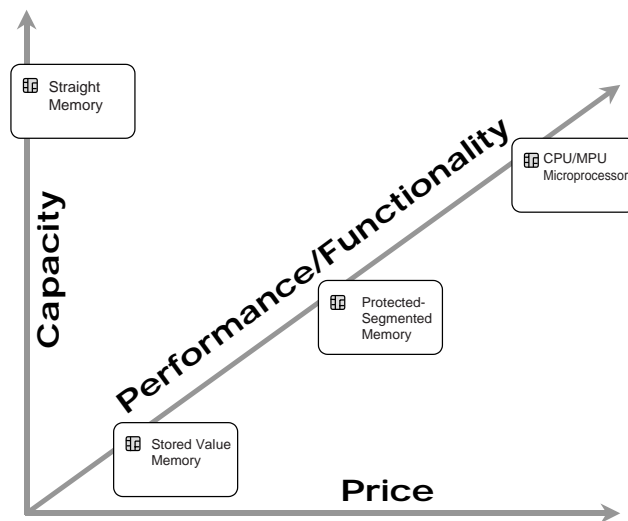 Straight
Memory
CPU/MPU
Microprocessor
Capacity
Performance/Functionality
Protected-
Segmented
Memory
Stored Value
Memory
Price